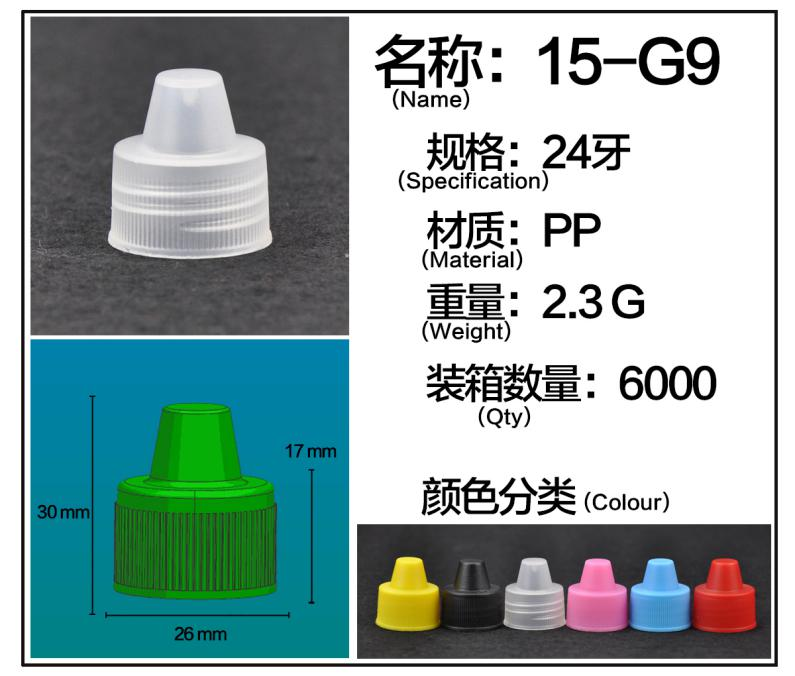 名称：15-G9
(Name)
规格：24牙
(Specification)
材质：PP
(Material)
重量：2.3 G
(Weight)
装箱数量：6000
(Qty)
颜色分类 (Colour)
17 mm
30 mm
26 mm